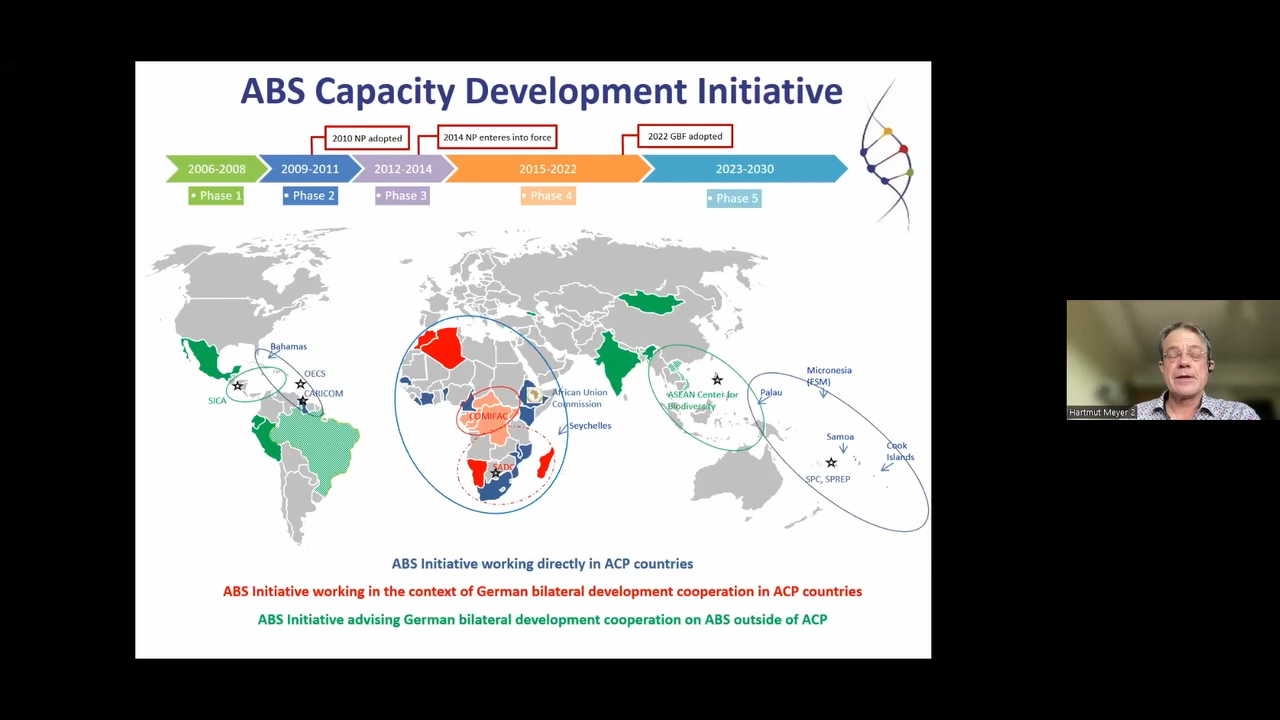 ABS Capacity Development Initiative
2010 NP adopted
2014 NP enteres into force
2022 GBF adopted
2006-2008
2009-2011
2012-2014
2015-2022
2023-2030
• Phase 1
• Phase 2
• Phase 3
• Phase 4
• Phase 5
Bahamas
OECS
CARICOM
SICA
African Union
Commission
COMIFAC
Seychelles
SADC
ASEAN Center for
Biodiversity
Palau
Micronesia
(FSM)
Samoa
Cook
Islands
SPC, SPREP
Hartmut Meyer 2
ABS Initiative working directly in ACP countries
ABS Initiative working in the context of German bilateral development cooperation in ACP countries
ABS Initiative advising German bilateral development cooperation on ABS outside of ACP